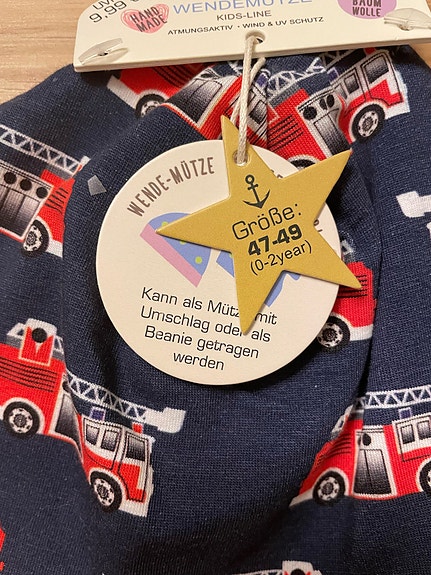 UVP
9,99 €
HAND
MADE
WENDEMÜTZE
KIDS-LINE
ATMUNGSAKTIV · WIND & UV SCHUTZ
BAUM
WOLLE
WENDE-MÜTZE
Größe:
47-49
(0-2year)
Kann als Mütze mit
Umschlag oder als
Beanie getragen
werden